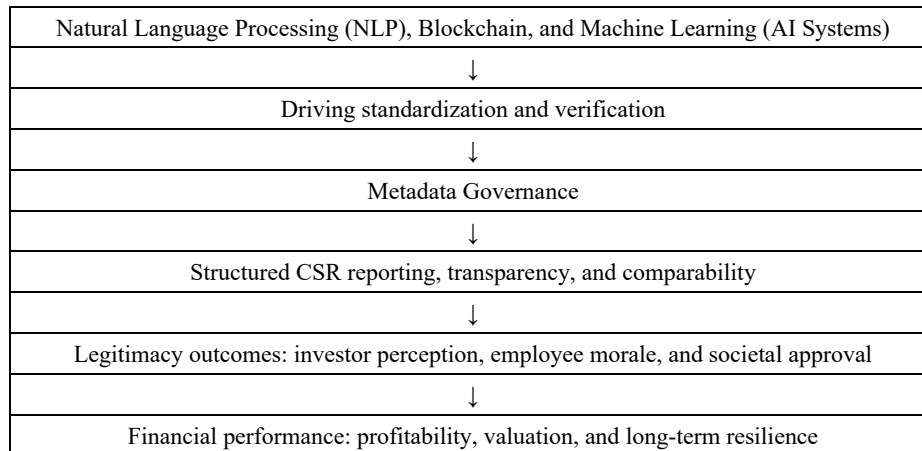 Natural Language Processing (NLP), Blockchain, and Machine Learning (AI Systems)
↓
Driving standardization and verification
↓
Metadata Governance
↓
Structured CSR reporting, transparency, and comparability
↓
Legitimacy outcomes: investor perception, employee morale, and societal approval
↓
Financial performance: profitability, valuation, and long-term resilience